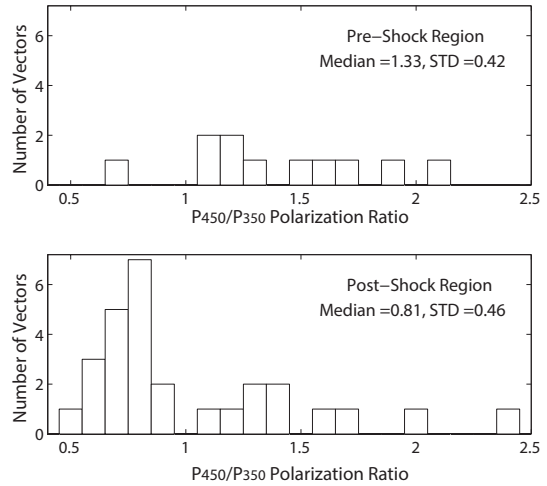 Number of Vectors
6
4
2
0
Pre−Shock Region
Median =1.33, STD =0.42
0.5 1 1.5 2 2.5
P450/P350 Polarization Ratio
Number of Vectors
6
4
2
0
Post−Shock Region
Median =0.81, STD =0.46
0.5 1 1.5 2 2.5
P450/P350 Polarization Ratio